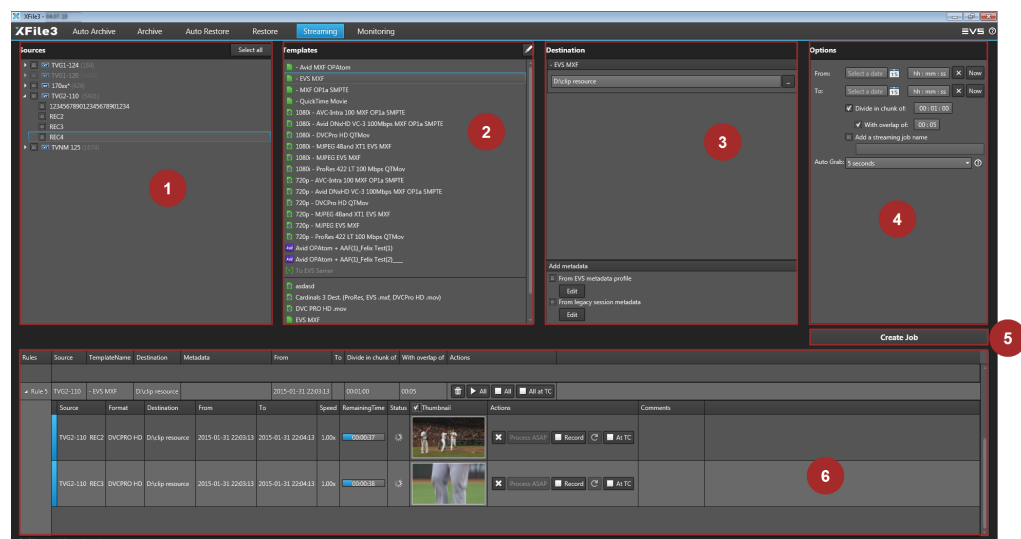 XFile3 -
XFile3 Auto Archive Archive Auto Restore Restore Streaming Monitoring EVS
Sources Select all
TVG1-124 (184)
TVG1-120
170xx*
TVG2-110
123456789012345678901234
REC2
REC3
REC4
TVNM 125 (1874)
1
Templates
- Avid MXF OPAtom
- EVS MXF
- MXF OP1a SMPTE
- QuickTime Movie
1080i - AVC-Intra 100 MXF OP1a SMPTE
1080i - Avid DNxHD VC-3 100Mbps MXF OP1a SMPTE
1080i - DVCPro HD QTMov
1080i - MJPEG 4Band XT1 EVS MXF
1080i - MJPEG EVS MXF
1080i - ProRes 422 LT 100 Mbps QTMov
720p - AVC-Intra 100 MXF OP1a SMPTE
720p - Avid DNxHD VC-3 100Mbps MXF OP1a SMPTE
720p - DVCPro HD QTMov
720p - MJPEG 4Band XT1 EVS MXF
720p - MJPEG EVS MXF
720p - ProRes 422 LT 100 Mbps QTMov
Avid OPAtom + AAF(1)_Felix Test(1)
Avid OPAtom + AAF(1)_Felix Test(2)___
To EVS Server
asdasd
Cardinals 3 Dest. (ProRes, EVS .mxf, DVCPro HD .mov)
DVC PRO HD .mov
EVS MXF
2
Destination
- EVS MXF
D:\clip resource ...
3
Add metadata
From EVS metadata profile
Edit
From legacy session metadata
Edit
Options
From: Select a date 15 hh : mm : ss X Now
To: Select a date 15 hh : mm : ss X Now
Divide in chunk of: 00 : 01 : 00
With overlap of: 00 : 05
Add a streaming job name
Auto Grab: 5 seconds
4
Create Job
5
Rules Source TemplateName Destination Metadata From To Divide in chunk of With overlap of Actions
Rule 5 TVG2-110 - EVS MXF D:\clip resource 2015-01-31 22:03:13 00:01:00 00:05 All All All at TC
Source Format Destination From To Speed RemainingTime Status Thumbnail Actions Comments
TVG2-110 REC2 DVCPRO HD D:\clip resource 2015-01-31 22:03:13 2015-01-31 22:04:13 1.00x 00:00:37 Process ASAP Record At TC
TVG2-110 REC3 DVCPRO HD D:\clip resource 2015-01-31 22:03:13 2015-01-31 22:04:13 1.00x 00:00:38 Process ASAP Record At TC
6